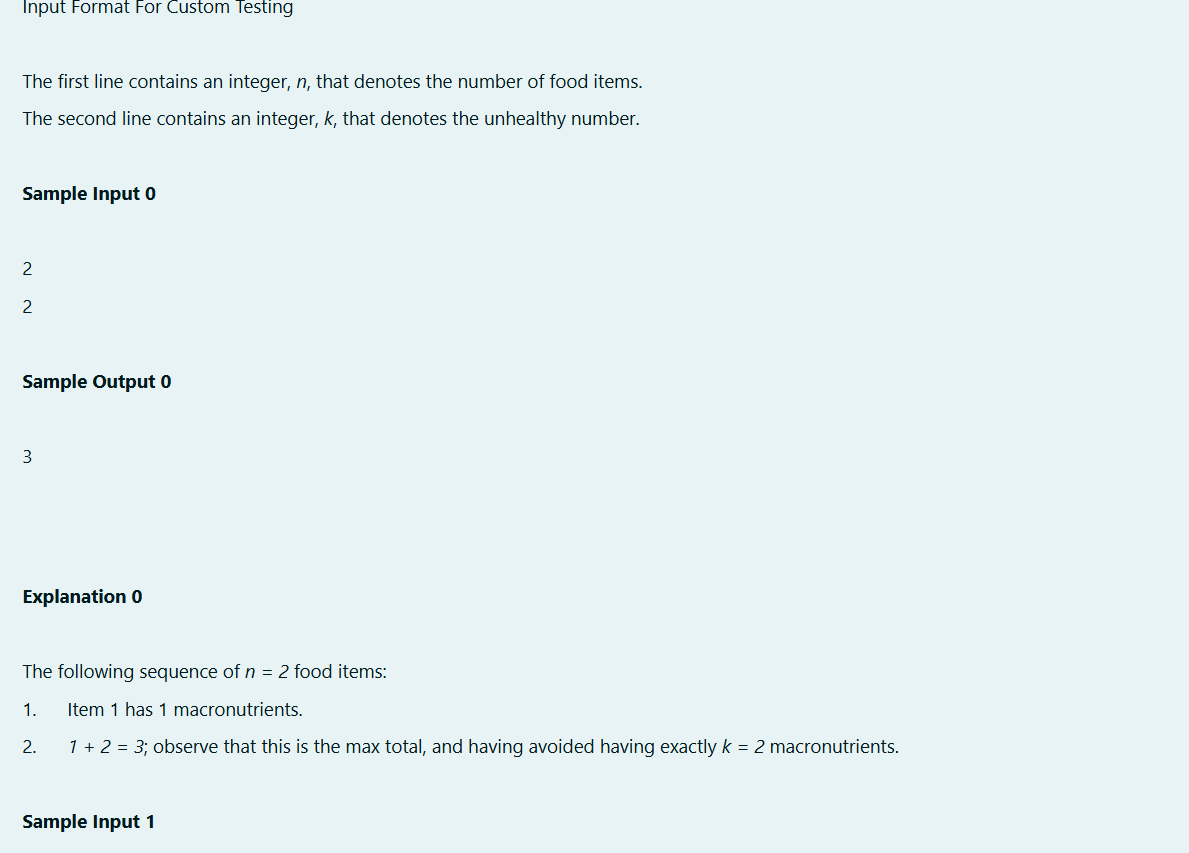 Input Format For Custom Testing
The first line contains an integer, n, that denotes the number of food items.
The second line contains an integer, k, that denotes the unhealthy number.
Sample Input 0
2
2
Sample Output 0
3
Explanation 0
The following sequence of n = 2 food items:
1. Item 1 has 1 macronutrients.
2. 1 + 2 = 3; observe that this is the max total, and having avoided having exactly k = 2 macronutrients.
Sample Input 1